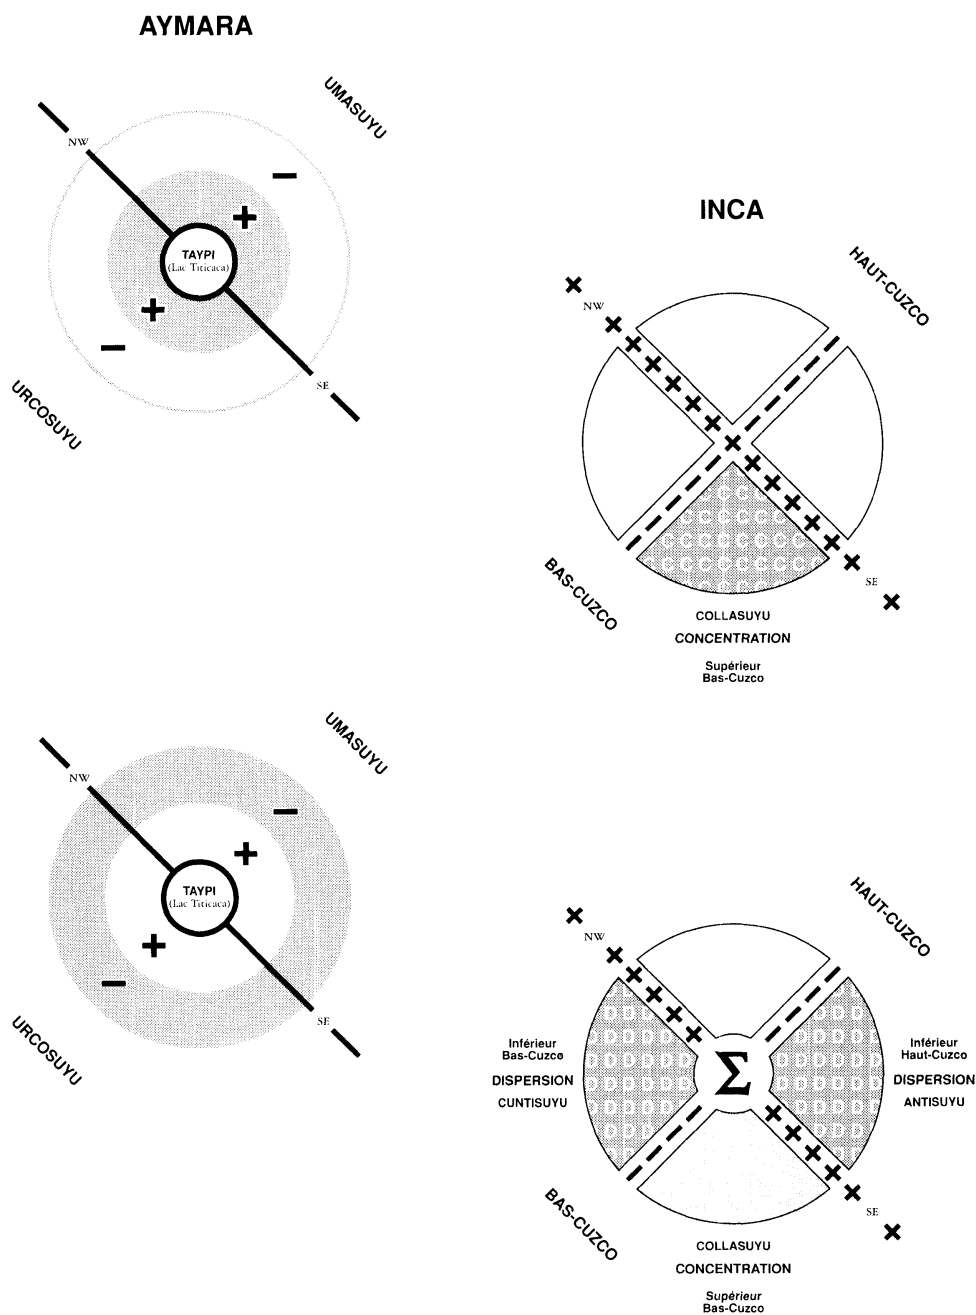 AYMARA
UMASUYU
NW
−
+
TAYPI
(Lac Titicaca)
+
−
SE
URCOSUYU
INCA
HAUT-CUZCO
NW
C C C C
C C C C C
C C C C C C C
C C C C C C C C
BAS-CUZCO
SE
COLLASUYU
CONCENTRATION
Supérieur
Bas-Cuzco
UMASUYU
NW
−
+
TAYPI
(Lac Titicaca)
+
−
SE
URCOSUYU
HAUT-CUZCO
NW
Inférieur
Bas-Cuzco
DISPERSION
CUNTISUYU
Σ
Inférieur
Haut-Cuzco
DISPERSION
ANTISUYU
BAS-CUZCO
SE
COLLASUYU
CONCENTRATION
Supérieur
Bas-Cuzco